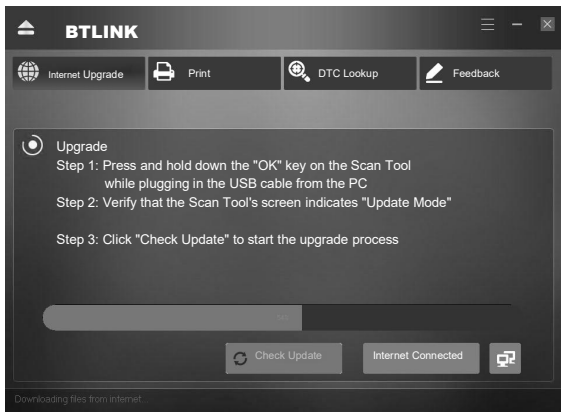 BTLINK
Internet Upgrade Print DTC Lookup Feedback
Upgrade
Step 1: Press and hold down the "OK" key on the Scan Tool
while plugging in the USB cable from the PC
Step 2: Verify that the Scan Tool's screen indicates "Update Mode"
Step 3: Click "Check Update" to start the upgrade process
Check Update Internet Connected
Downloading files from internet...